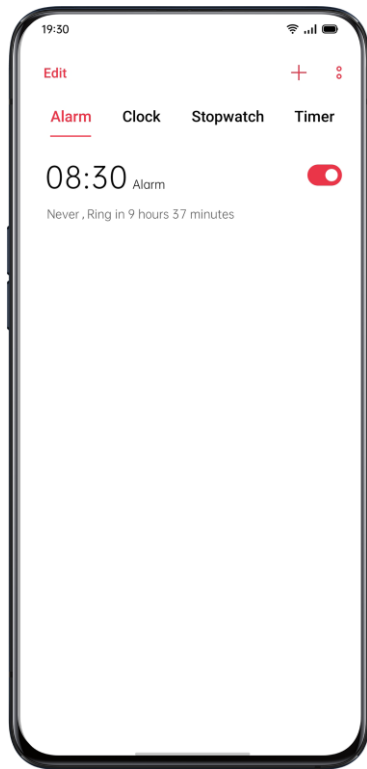 19:30
Edit
Alarm Clock Stopwatch Timer
08:30 Alarm
Never , Ring in 9 hours 37 minutes